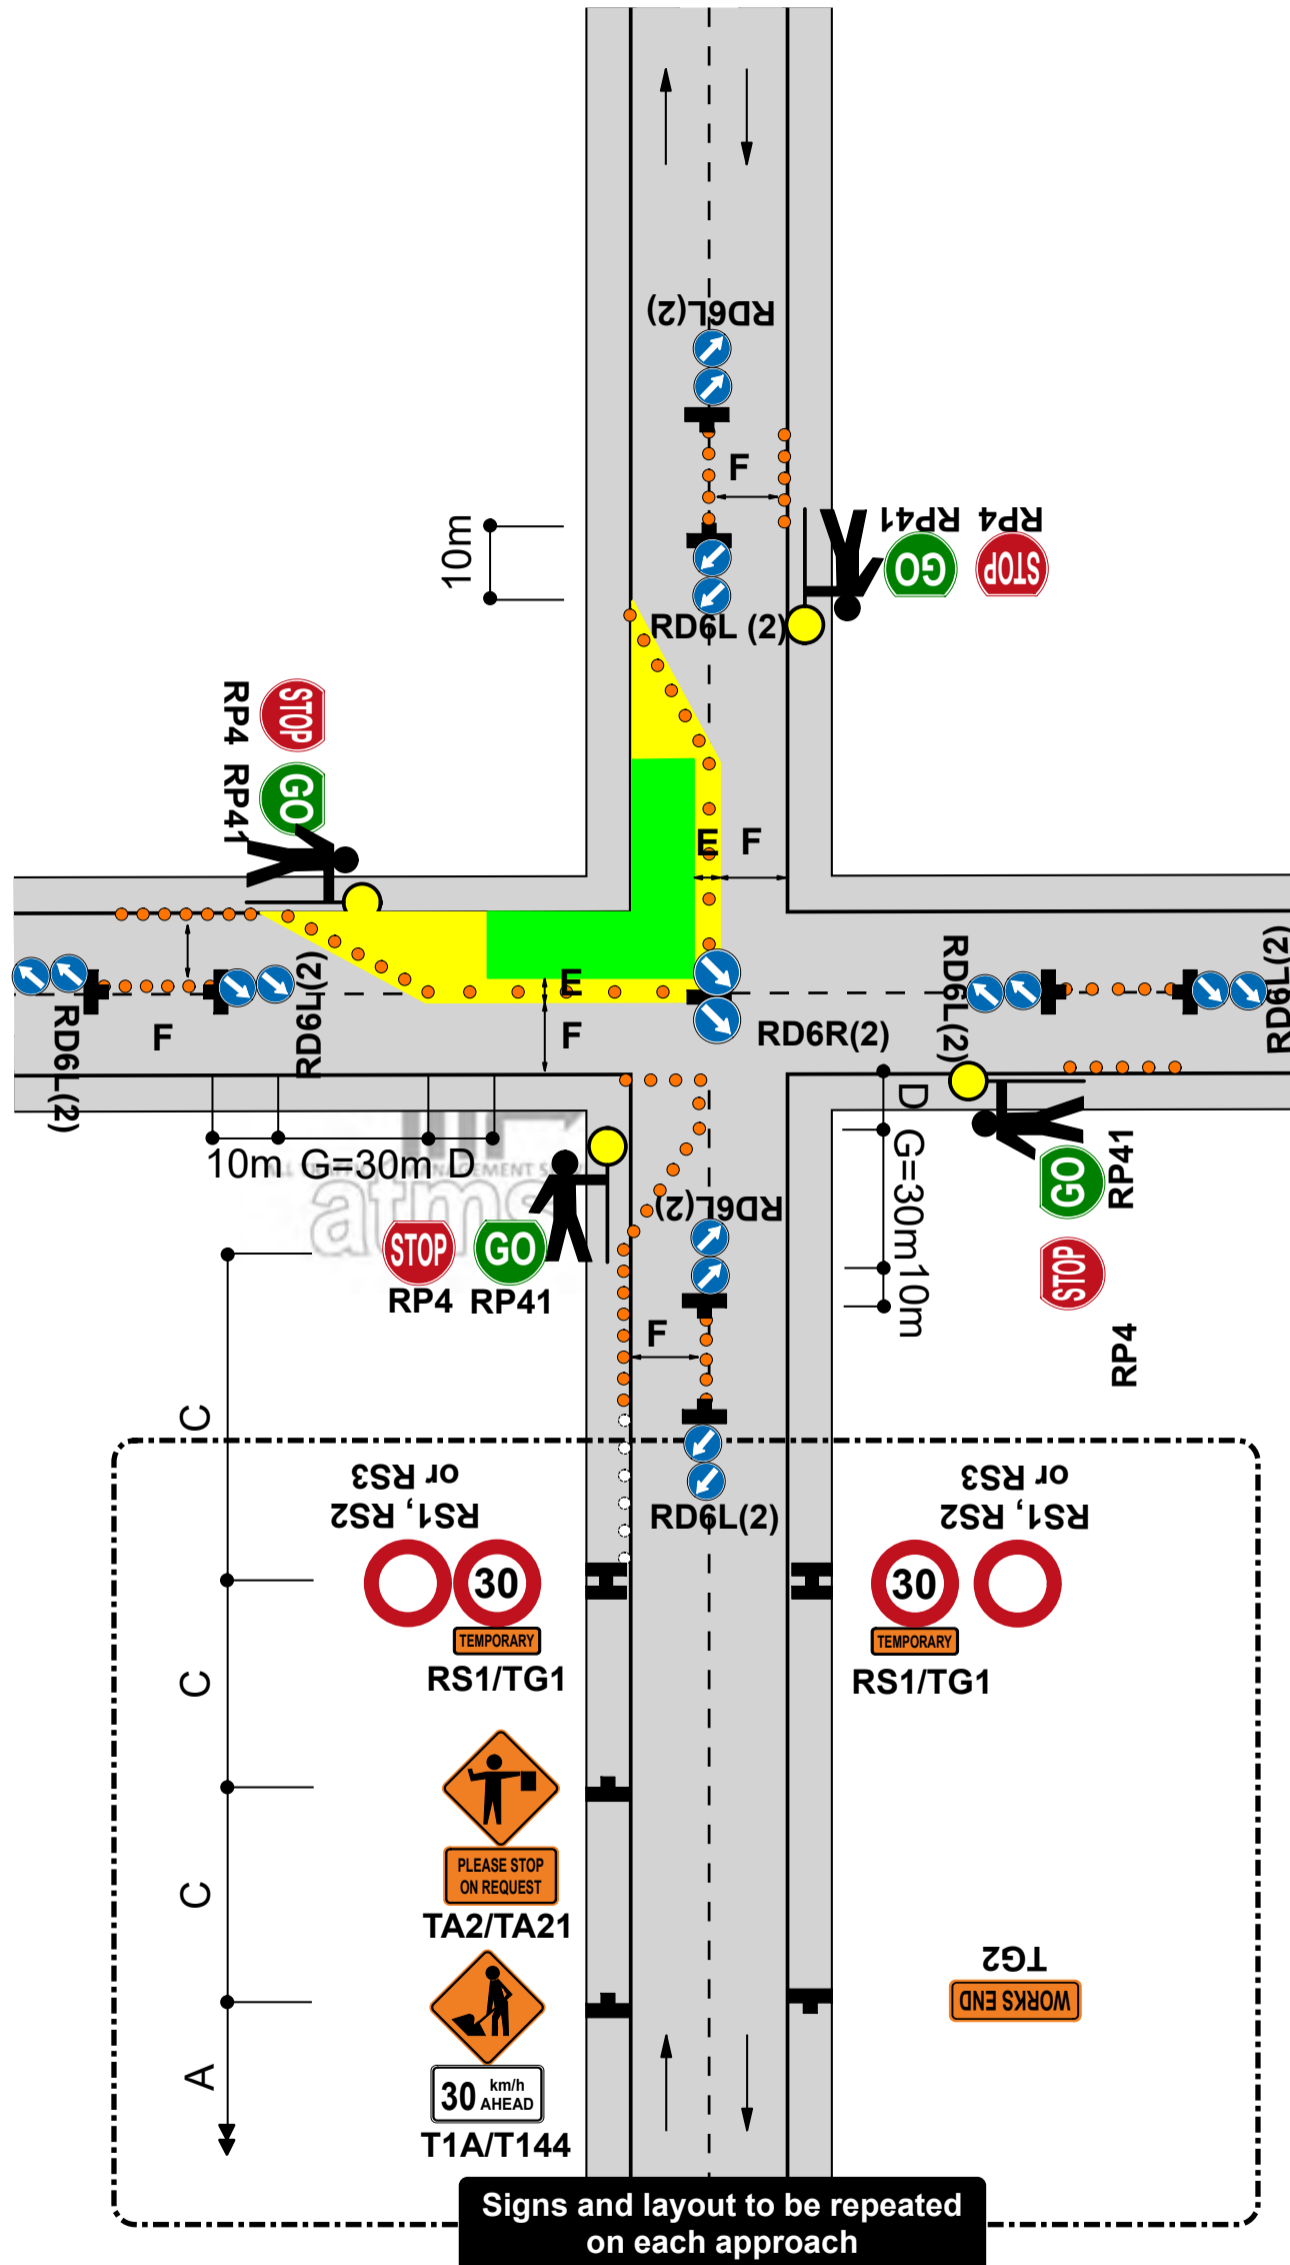 RD6L(2)
F
RP41 RP4
GO STOP
10m
RD6L (2)
STOP
RP4
GO
RP41
E F
RD6L(2)
F
RD6L(2)
E
F
RD6R(2)
RD6L(2)
RD6L(2)
10m G=30m D
D
G=30m
10m
ALL TRAFFIC MANAGEMENT
atms
RD6L(2)
STOP GO
RP4 RP41
GO
RP41
STOP
RP4
F
C
RS1, RS2
or RS3
RD6L(2)
RS1, RS2
or RS3
30
TEMPORARY
RS1/TG1
30
TEMPORARY
RS1/TG1
C
PLEASE STOP
ON REQUEST
TA2/TA21
C
TG2
WORKS END
A
30 km/h
AHEAD
T1A/T144
Signs and layout to be repeated
on each approach